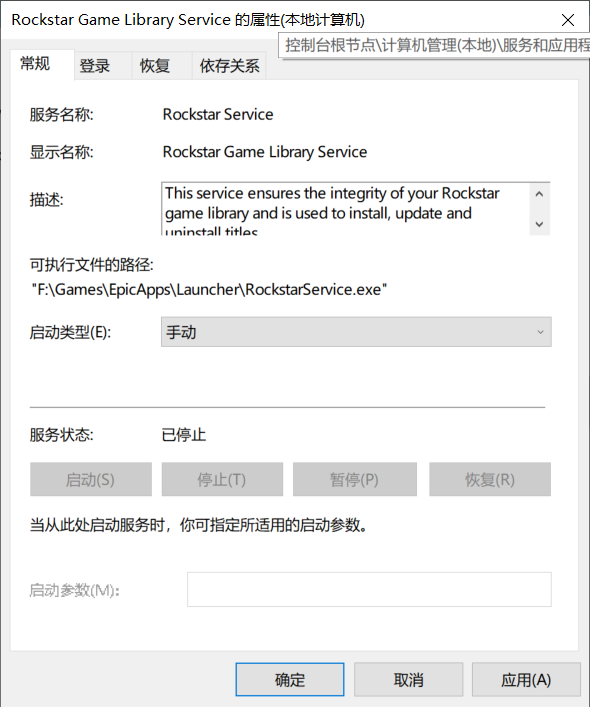 Rockstar Game Library Service 的属性(本地计算机)
控制台根节点\计算机管理(本地)\服务和应用程
常规 登录 恢复 依存关系
服务名称: Rockstar Service
显示名称: Rockstar Game Library Service
描述: This service ensures the integrity of your Rockstar
game library and is used to install, update and
uninstall titles
可执行文件的路径:
"F:\Games\EpicApps\Launcher\RockstarService.exe"
启动类型(E): 手动
服务状态: 已停止
启动(S) 停止(T) 暂停(P) 恢复(R)
当从此处启动服务时，你可指定所适用的启动参数。
启动参数(M):
确定 取消 应用(A)